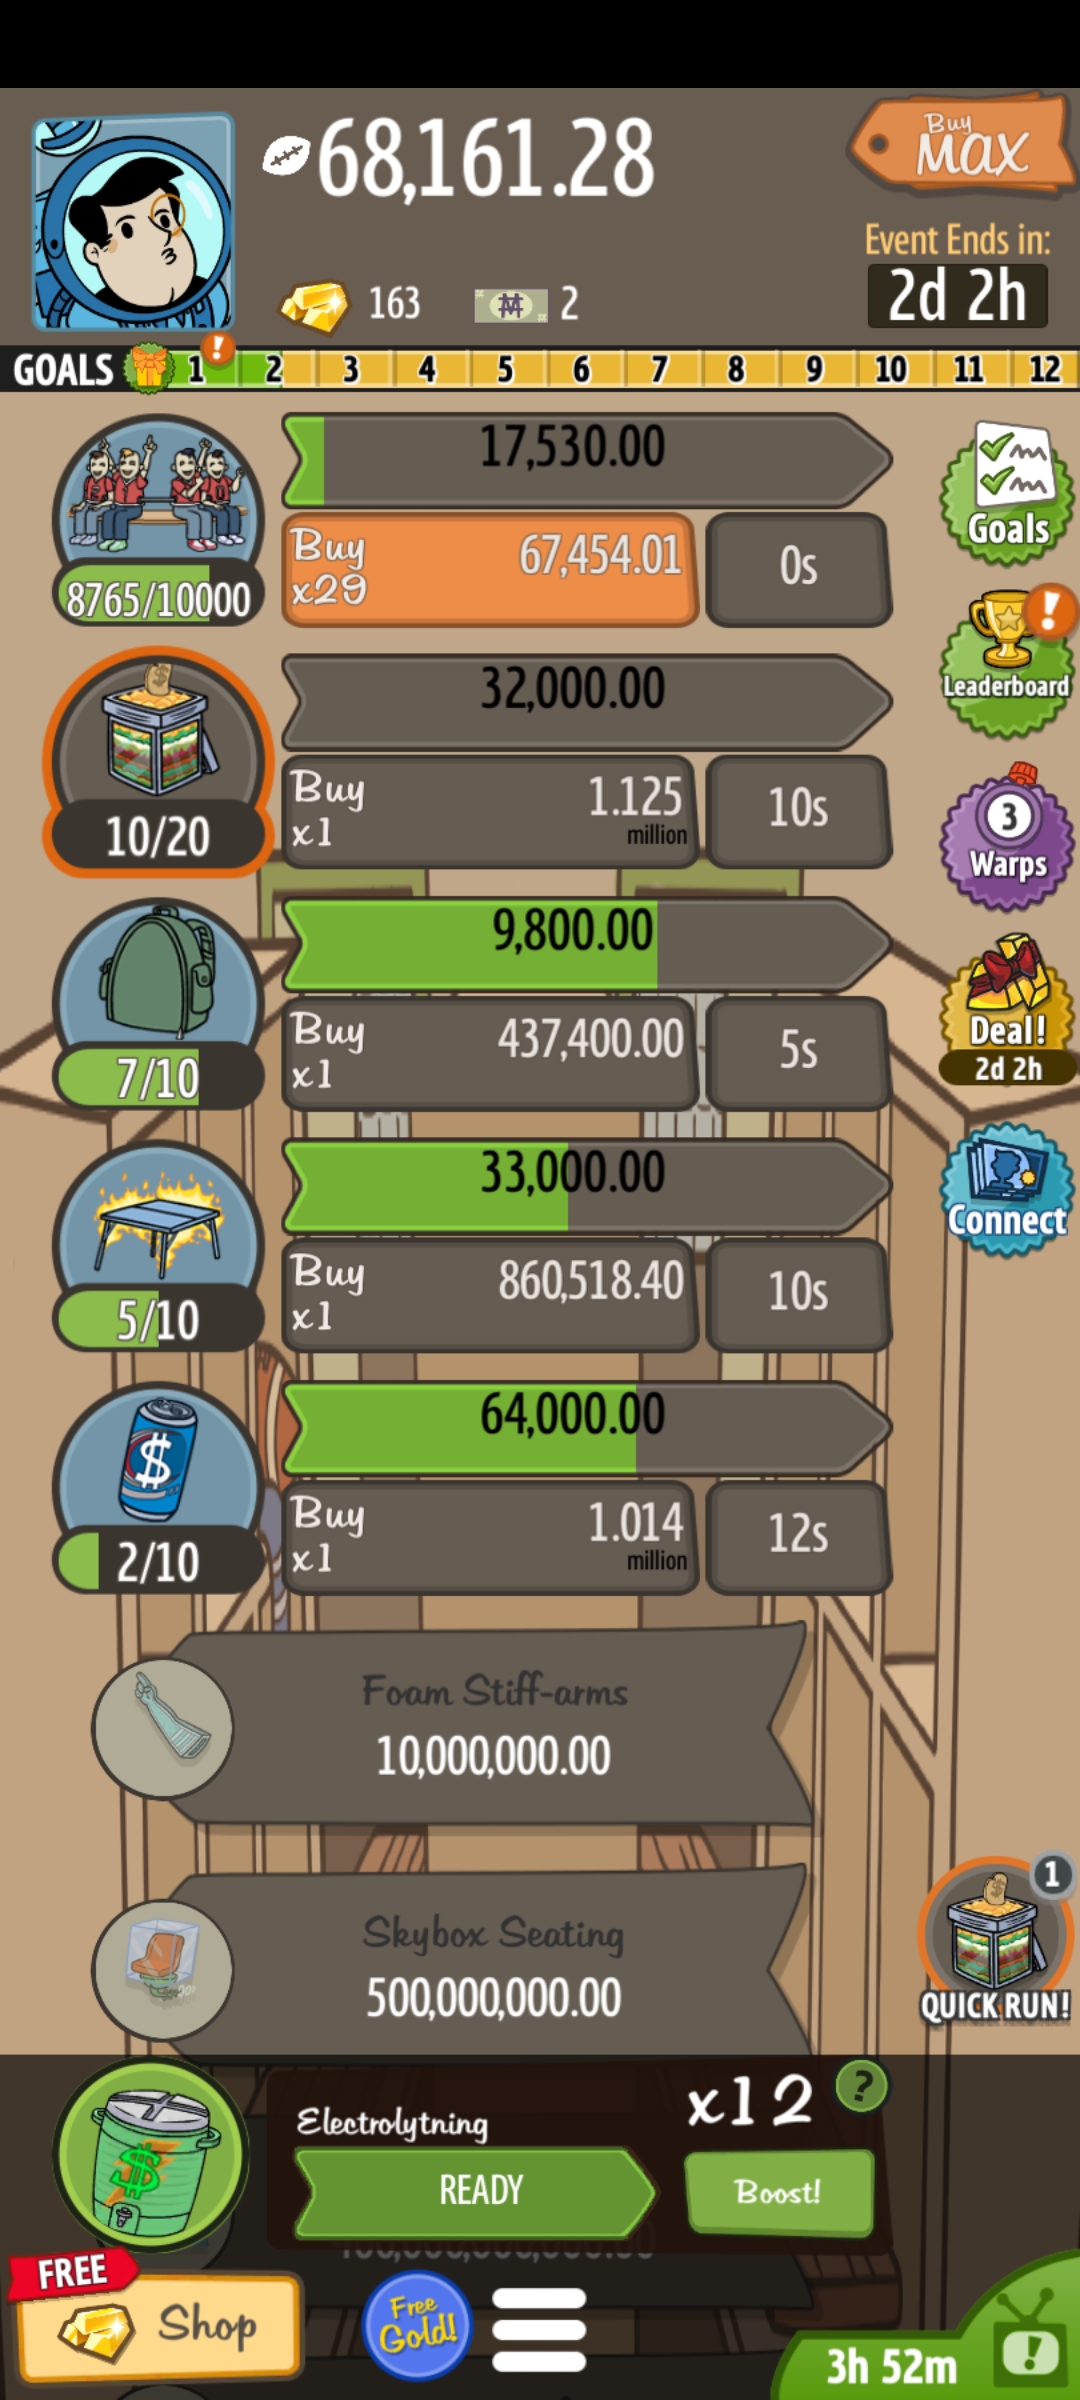 68,161.28
Buy
MAX
163
2
Event Ends in:
2d 2h
GOALS 1 ! 2 3 4 5 6 7 8 9 10 11 12
17,530.00
8765/10000
Buy
x29
67,454.01
0s
Goals
32,000.00
10/20
Buy
x1
1.125
million
10s
!
Leaderboard
3
Warps
9,800.00
7/10
Buy
x1
437,400.00
5s
Deal!
2d 2h
33,000.00
5/10
Buy
x1
860,518.40
10s
Connect
64,000.00
$
2/10
Buy
x1
1.014
million
12s
Foam Stiff-arms
10,000,000.00
Skybox Seating
500,000,000.00
1
QUICK RUN!
$
Electrolytning
READY
x12
?
Boost!
FREE
Shop
Free
Gold!
3h 52m
!